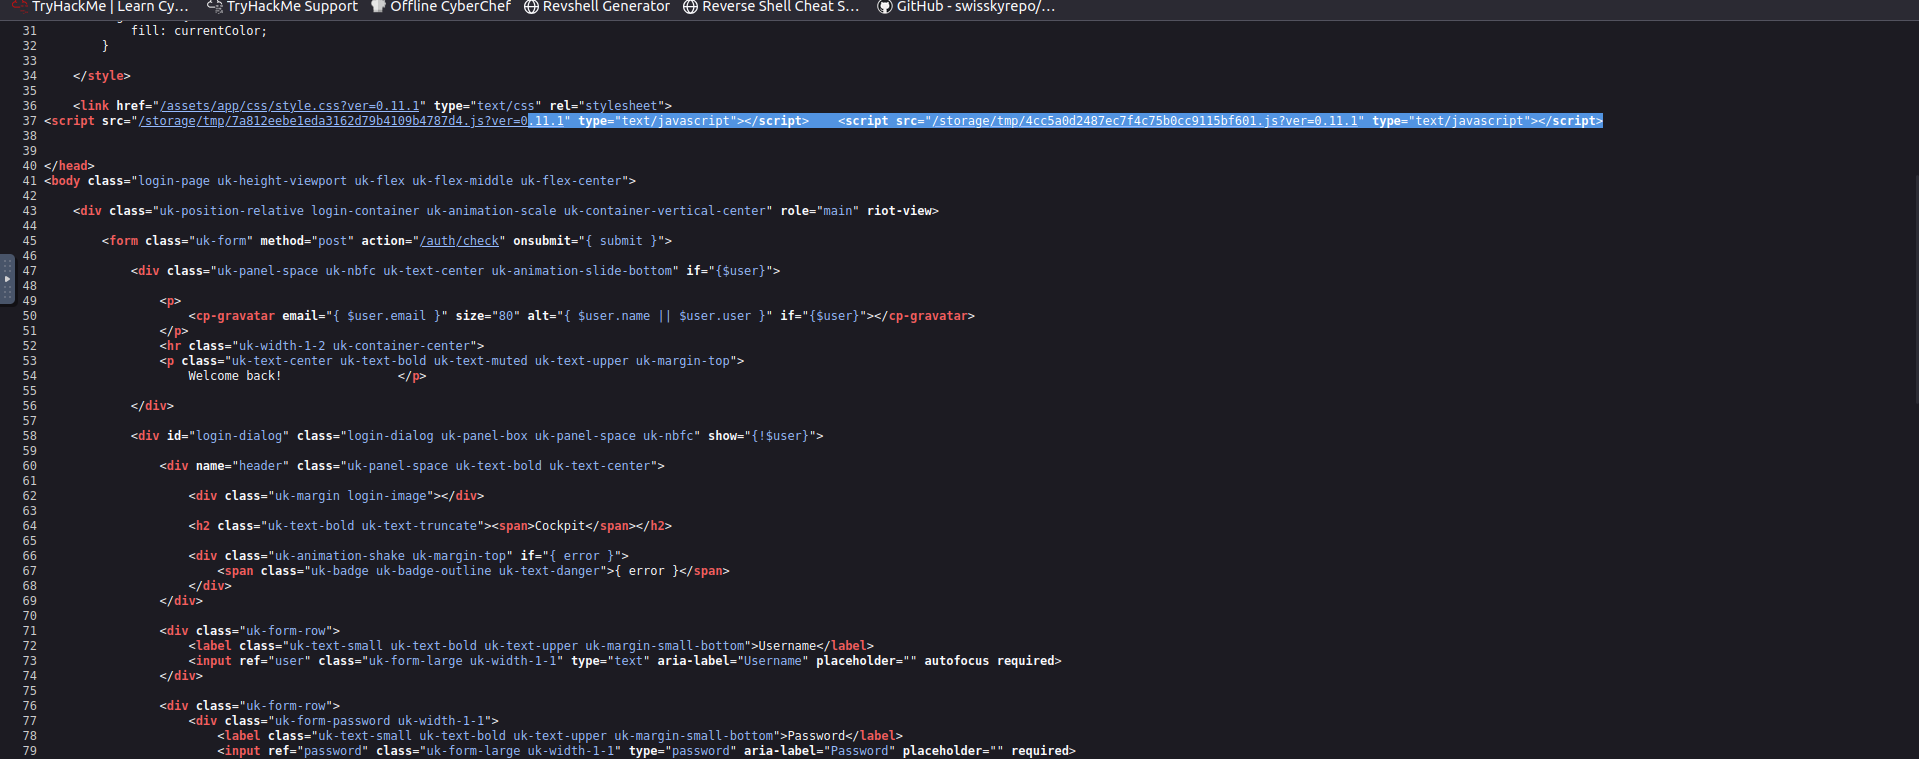 TryHackMe | Learn Cy... TryHackMe Support Offline CyberChef Revshell Generator Reverse Shell Cheat S... GitHub - swisskyrepo/...
31 fill: currentColor;
32 }
33
34 </style>
35
36 <link href="/assets/app/css/style.css?ver=0.11.1" type="text/css" rel="stylesheet">
37 <script src="/storage/tmp/7a812eebe1eda3162d79b4109b4787d4.js?ver=0.11.1" type="text/javascript"></script> <script src="/storage/tmp/4cc5a0d2487ec7f4c75b0cc9115bf601.js?ver=0.11.1" type="text/javascript"></script>
38
39
40 </head>
41 <body class="login-page uk-height-viewport uk-flex uk-flex-middle uk-flex-center">
42
43 <div class="uk-position-relative login-container uk-animation-scale uk-container-vertical-center" role="main" riot-view>
44
45 <form class="uk-form" method="post" action="/auth/check" onsubmit="{ submit }">
46
47 <div class="uk-panel-space uk-nbfc uk-text-center uk-animation-slide-bottom" if="{$user}">
48
49 <p>
50 <cp-gravatar email="{ $user.email }" size="80" alt="{ $user.name || $user.user }" if="{$user}"></cp-gravatar>
51 </p>
52 <hr class="uk-width-1-2 uk-container-center">
53 <p class="uk-text-center uk-text-bold uk-text-muted uk-text-upper uk-margin-top">
54 Welcome back! </p>
55
56 </div>
57
58 <div id="login-dialog" class="login-dialog uk-panel-box uk-panel-space uk-nbfc" show="{!$user}">
59
60 <div name="header" class="uk-panel-space uk-text-bold uk-text-center">
61
62 <div class="uk-margin login-image"></div>
63
64 <h2 class="uk-text-bold uk-text-truncate"><span>Cockpit</span></h2>
65
66 <div class="uk-animation-shake uk-margin-top" if="{ error }">
67 <span class="uk-badge uk-badge-outline uk-text-danger">{ error }</span>
68 </div>
69 </div>
70
71 <div class="uk-form-row">
72 <label class="uk-text-small uk-text-bold uk-text-upper uk-margin-small-bottom">Username</label>
73 <input ref="user" class="uk-form-large uk-width-1-1" type="text" aria-label="Username" placeholder="" autofocus required>
74 </div>
75
76 <div class="uk-form-row">
77 <div class="uk-form-password uk-width-1-1">
78 <label class="uk-text-small uk-text-bold uk-text-upper uk-margin-small-bottom">Password</label>
79 <input ref="password" class="uk-form-large uk-width-1-1" type="password" aria-label="Password" placeholder="" required>